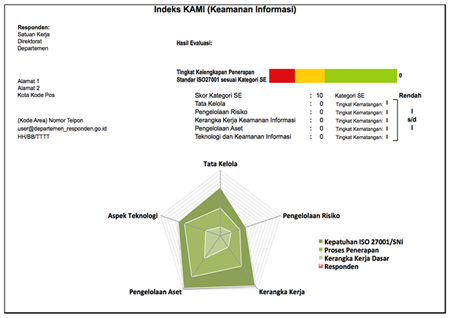 Indeks KAMI (Keamanan Informasi)
Responden:
Satuan Kerja
Direktorat
Departemen
Alamat 1
Alamat 2
Kota Kode Pos
(Kode Area) Nomor Telpon
user@departemen_responden.go.id
HH/BB/TTTT
Hasil Evaluasi:
Tingkat Kelengkapan Penerapan
Standar ISO27001 sesuai Kategori SE
0
Skor Kategori SE : 10 Kategori SE Rendah
Tata Kelola : 0 Tingkat Kematangan: I
Pengelolaan Risiko : 0 Tingkat Kematangan: I I
Kerangka Kerja Keamanan Informasi : 0 Tingkat Kematangan: I s/d
Pengelolaan Aset : 0 Tingkat Kematangan: I I
Teknologi dan Keamanan Informasi : 0 Tingkat Kematangan: I
Tata Kelola
Aspek Teknologi
Pengelolaan Risiko
Kepatuhan ISO 27001/SNI
Proses Penerapan
Kerangka Kerja Dasar
Responden
Pengelolaan Aset
Kerangka Kerja